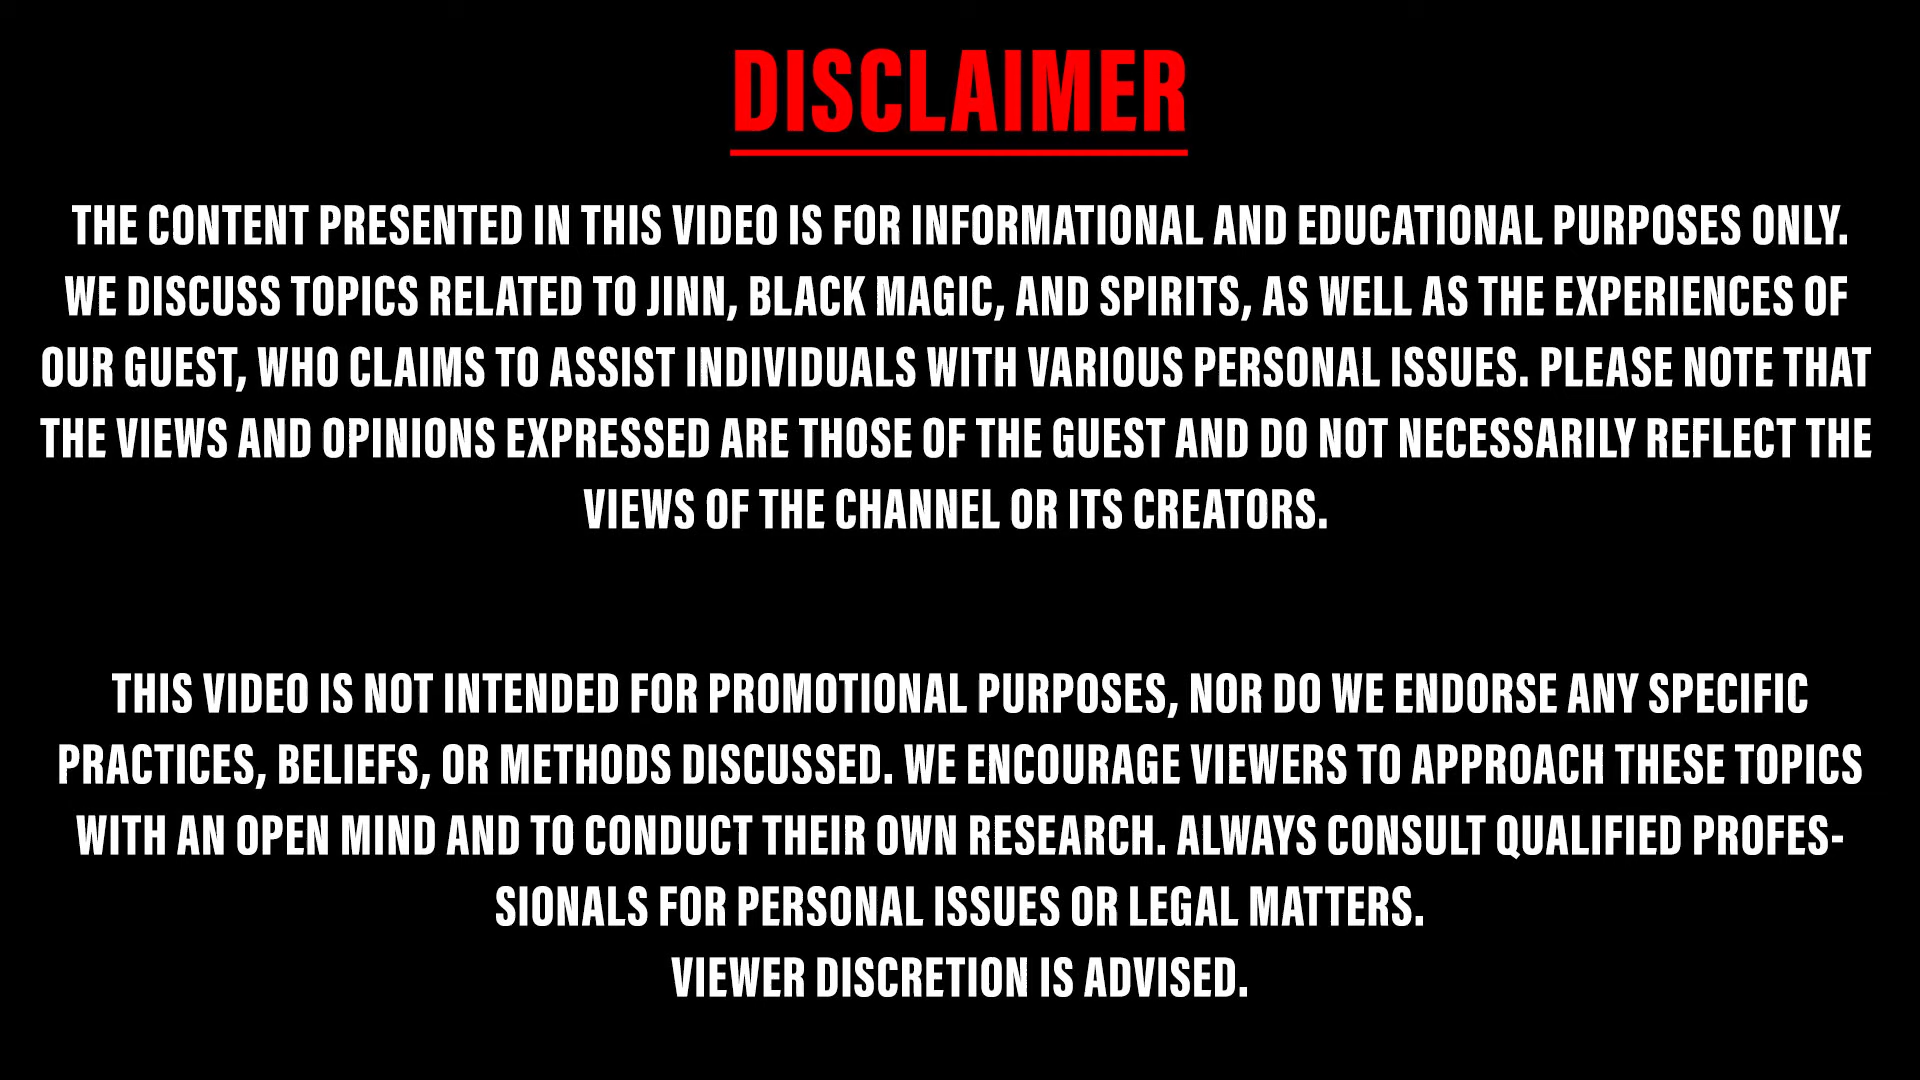 DISCLAIMER
THE CONTENT PRESENTED IN THIS VIDEO IS FOR INFORMATIONAL AND EDUCATIONAL PURPOSES ONLY.
WE DISCUSS TOPICS RELATED TO JINN, BLACK MAGIC, AND SPIRITS, AS WELL AS THE EXPERIENCES OF
OUR GUEST, WHO CLAIMS TO ASSIST INDIVIDUALS WITH VARIOUS PERSONAL ISSUES. PLEASE NOTE THAT
THE VIEWS AND OPINIONS EXPRESSED ARE THOSE OF THE GUEST AND DO NOT NECESSARILY REFLECT THE
VIEWS OF THE CHANNEL OR ITS CREATORS.
THIS VIDEO IS NOT INTENDED FOR PROMOTIONAL PURPOSES, NOR DO WE ENDORSE ANY SPECIFIC
PRACTICES, BELIEFS, OR METHODS DISCUSSED. WE ENCOURAGE VIEWERS TO APPROACH THESE TOPICS
WITH AN OPEN MIND AND TO CONDUCT THEIR OWN RESEARCH. ALWAYS CONSULT QUALIFIED PROFES-
SIONALS FOR PERSONAL ISSUES OR LEGAL MATTERS.
VIEWER DISCRETION IS ADVISED.